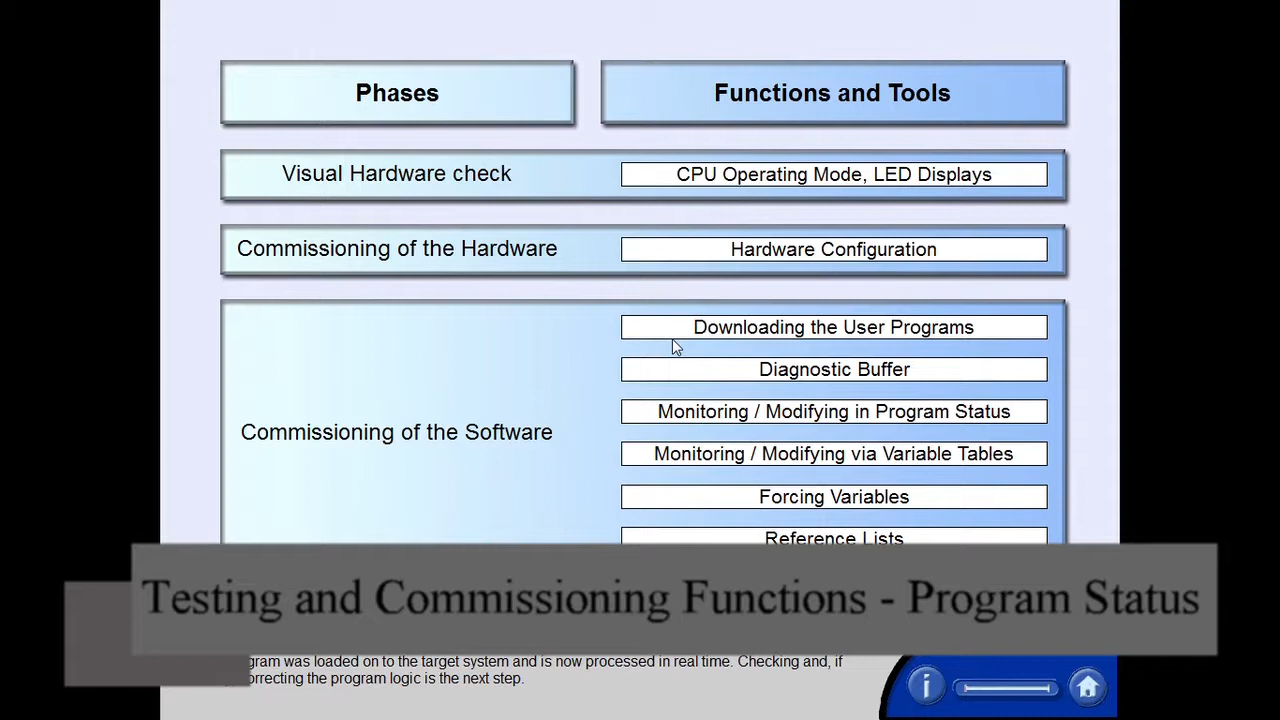 Phases
Functions and Tools
Visual Hardware check
CPU Operating Mode, LED Displays
Commissioning of the Hardware
Hardware Configuration
Commissioning of the Software
Downloading the User Programs
Diagnostic Buffer
Monitoring / Modifying in Program Status
Monitoring / Modifying via Variable Tables
Forcing Variables
Reference Lists
Testing and Commissioning Functions - Program Status
was loaded on to the target system and is now processed in real time. Checking and, if
the program logic is the next step.